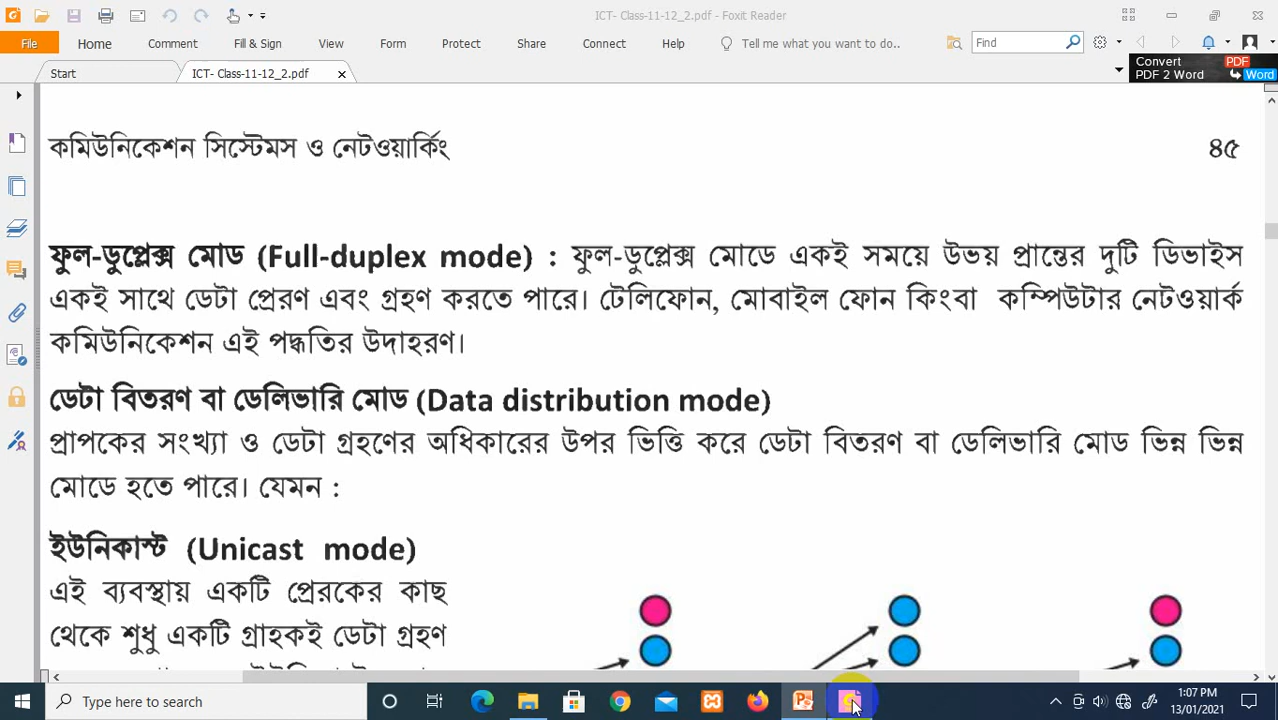 ICT- Class-11-12_2.pdf - Foxit Reader
File Home Comment Fill & Sign View Form Protect Share Connect Help Tell me what you want to do.. Find
Start ICT- Class-11-12_2.pdf
Convert PDF
PDF 2 Word Word
কমিউনিকেশন সিস্টেমস ও নেটওয়ার্কিং ৪৫
ফুল-ডুপ্লেক্স মোড (Full-duplex mode) : ফুল-ডুপ্লেক্স মোডে একই সময়ে উভয় প্রান্তের দুটি ডিভাইস
একই সাথে ডেটা প্রেরণ এবং গ্রহণ করতে পারে। টেলিফোন, মোবাইল ফোন কিংবা কম্পিউটার নেটওয়ার্ক
কমিউনিকেশন এই পদ্ধতির উদাহরণ।
ডেটা বিতরণ বা ডেলিভারি মোড (Data distribution mode)
প্রাপকের সংখ্যা ও ডেটা গ্রহণের অধিকারের উপর ভিত্তি করে ডেটা বিতরণ বা ডেলিভারি মোড ভিন্ন ভিন্ন
মোডে হতে পারে। যেমন :
ইউনিকাস্ট (Unicast mode)
এই ব্যবস্থায় একটি প্রেরকের কাছ
থেকে শুধু একটি গ্রাহকই ডেটা গ্রহণ
Type here to search
1:07 PM
13/01/2021